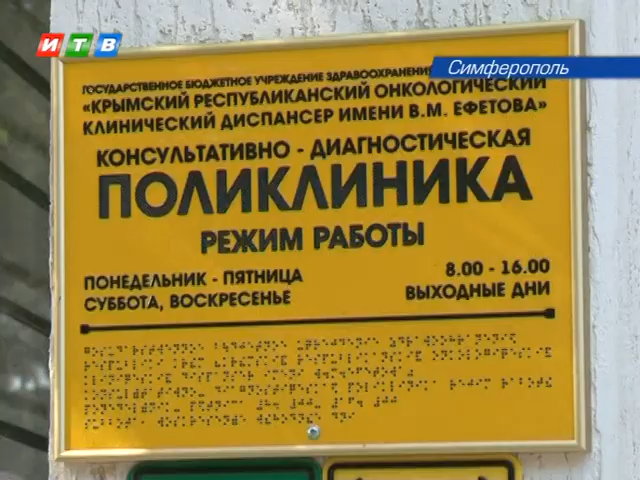 ИТВ
Симферополь
ГОСУДАРСТВЕННОЕ БЮДЖЕТНОЕ УЧРЕЖДЕНИЕ ЗДРАВООХРАНЕНИЯ
«КРЫМСКИЙ РЕСПУБЛИКАНСКИЙ ОНКОЛОГИЧЕСКИЙ
КЛИНИЧЕСКИЙ ДИСПАНСЕР ИМЕНИ В.М. ЕФЕТОВА»
КОНСУЛЬТАТИВНО - ДИАГНОСТИЧЕСКАЯ
ПОЛИКЛИНИКА
РЕЖИМ РАБОТЫ
ПОНЕДЕЛЬНИК - ПЯТНИЦА 8.00 - 16.00
СУББОТА, ВОСКРЕСЕНЬЕ ВЫХОДНЫЕ ДНИ